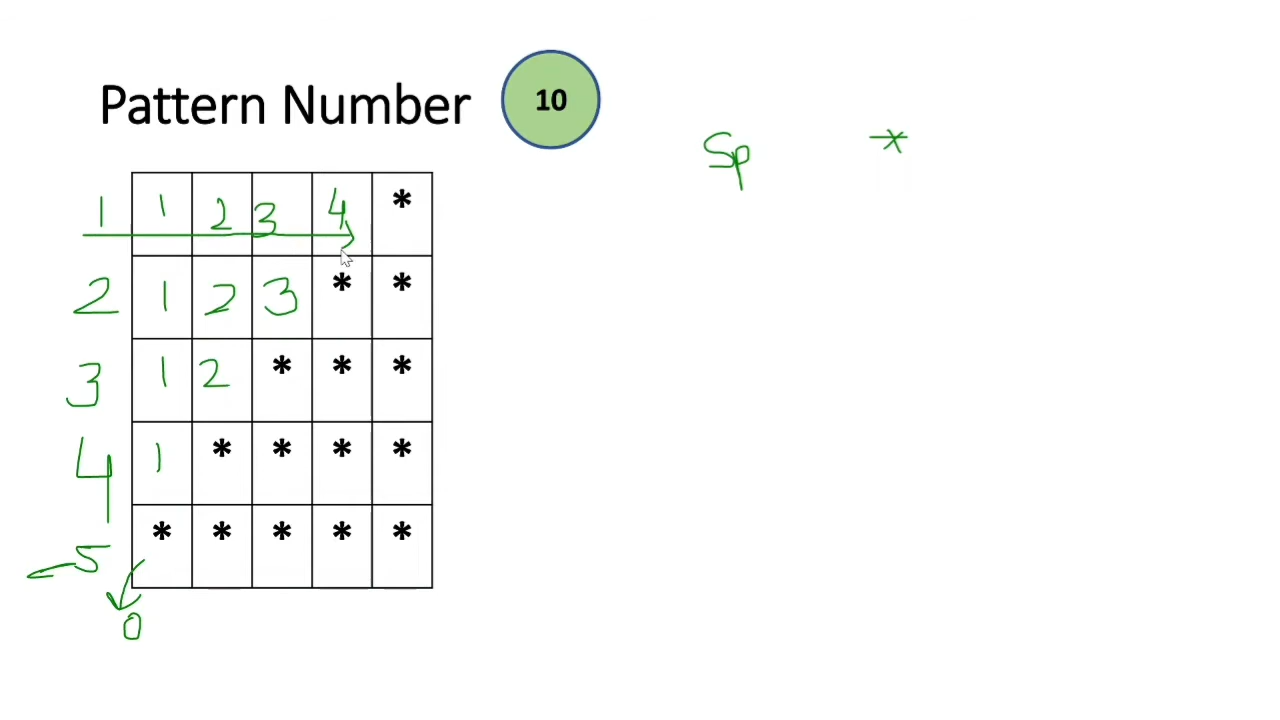 Pattern Number 10
Sp *
1 1 2 3 4 *
2 1 2 3 * *
3 1 2 * * *
4 1 * * * *
5 * * * * *
0